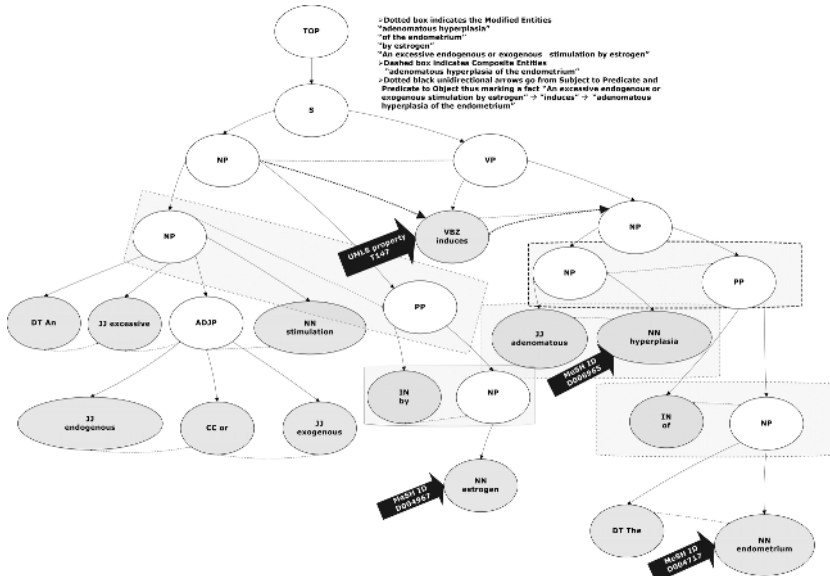 ➢Dotted box indicates the Modified Entities
"adenomatous hyperplasia"
"of the endometrium"
"by estrogen"
"An excessive endogenous or exogenous stimulation by estrogen"
➢Dashed box indicates Composite Entities
"adenomatous hyperplasia of the endometrium"
➢Dotted black unidirectional arrows go from Subject to Predicate and
Predicate to Object thus marking a fact "An excessive endogenous or
exogenous stimulation by estrogen" → "induces" → "adenomatous
hyperplasia of the endometrium"
TOP
S
NP
VP
NP
VBZ
induces
NP
UMLS property
T147
NP
PP
DT An
JJ excessive
ADJP
NN
stimulation
PP
JJ
adenomatous
NN
hyperplasia
MeSH ID
D006965
JJ
endogenous
CC or
JJ
exogenous
IN
by
NP
IN
of
NP
MeSH ID
D004967
NN
estrogen
DT The
NN
endometrium
MeSH ID
D004717